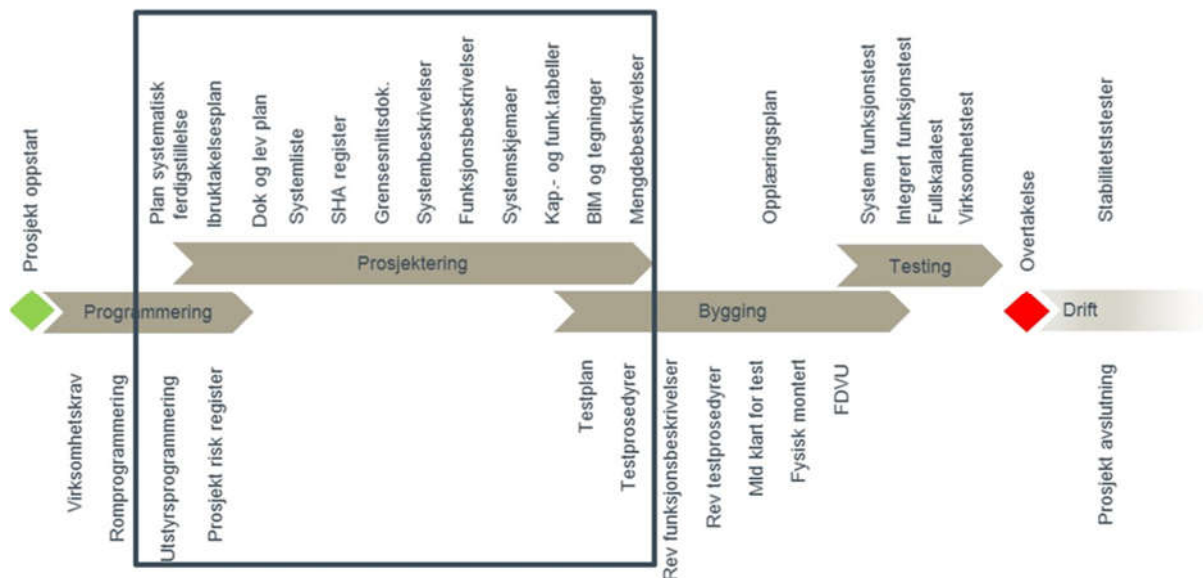 Prosjekt oppstart
Plan systematisk
ferdigstillelse
Ibruktakelsesplan
Dok og lev plan
Systemliste
SHA register
Grensesnittsdok.
Systembeskrivelser
Funksjonsbeskrivelser
Systemskjemaer
Kap.- og funk.tabeller
BIM og tegninger
Mengdebeskrivelser
Opplæringsplan
System funksjonstest
Integrert funksjonstest
Fullskalatest
Virksomhetstest
Overtakelse
Stabilitetststester
Prosjektering
Testing
Programmering
Bygging
Drift
Virksomhetskrav
Romprogrammering
Utstyrsprogrammering
Prosjekt risk register
Testplan
Testprosedyrer
Rev funksjonsbeskrivelser
Rev testprosedyrer
Mld klart for test
Fysisk montert
FDVU
Prosjekt avslutning